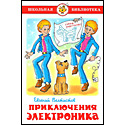 ШКОЛЬНАЯ БИБЛИОТЕКА
Евгений Велтистов
ПРИКЛЮЧЕНИЯ
ЭЛЕКТРОНИКА